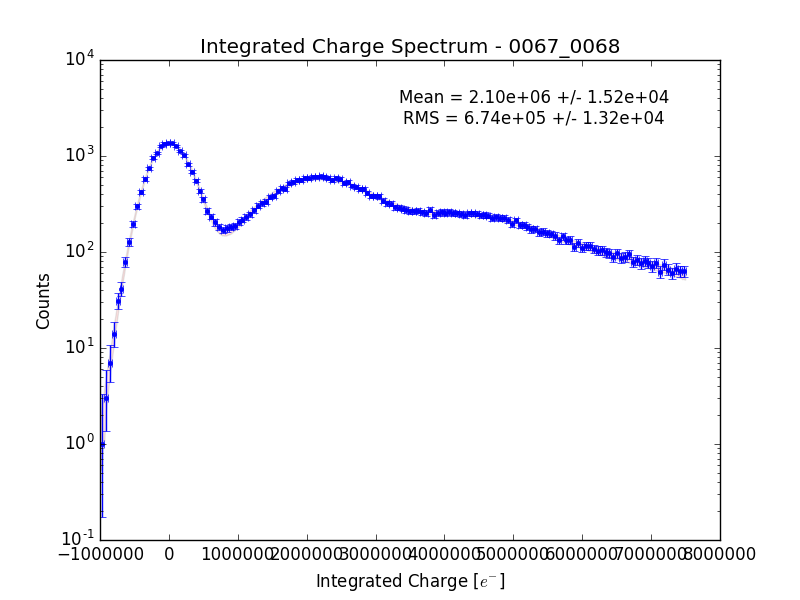 Integrated Charge Spectrum - 0067_0068
Mean = 2.10e+06 +/- 1.52e+04
RMS = 6.74e+05 +/- 1.32e+04
10^4
10^3
10^2
10^1
10^0
10^-1
Counts
−1000000 0 1000000 2000000 3000000 4000000 5000000 6000000 7000000 8000000
Integrated Charge [e^−]